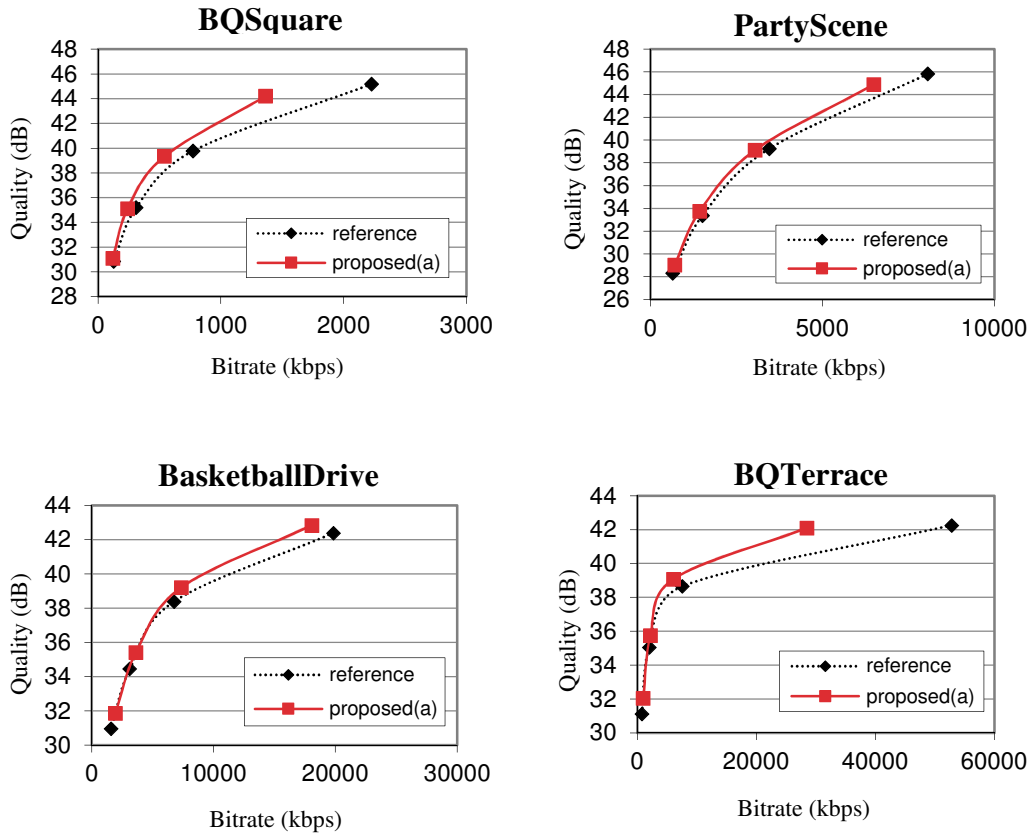 BQSquare
48
46
44
42
40
38
36
34
32
30
28
Quality (dB)
reference
proposed(a)
0 1000 2000 3000
Bitrate (kbps)
PartyScene
48
46
44
42
40
38
36
34
32
30
28
26
Quality (dB)
reference
proposed(a)
0 5000 10000
Bitrate (kbps)
BasketballDrive
44
42
40
38
36
34
32
30
Quality (dB)
reference
proposed(a)
0 10000 20000 30000
Bitrate (kbps)
BQTerrace
44
42
40
38
36
34
32
30
Quality (dB)
reference
proposed(a)
0 20000 40000 60000
Bitrate (kbps)